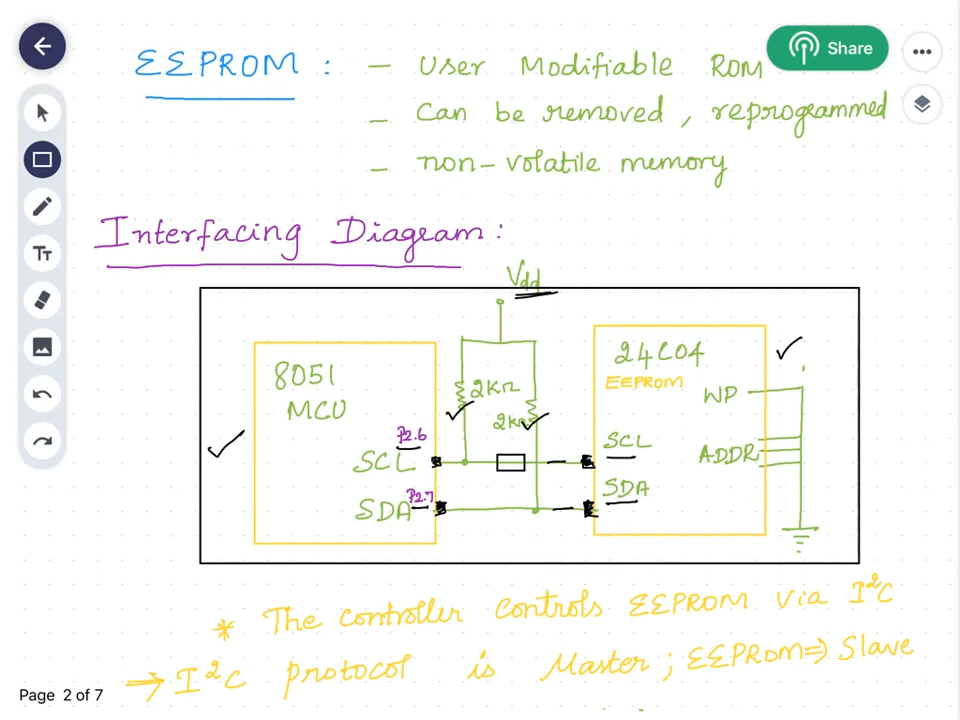 EEPROM : - User Modifiable ROM
- Can be removed, reprogrammed
- non-volatile memory
Share
Interfacing Diagram :
Vdd
8051
MCU
2KΩ
2KΩ
24C04
EEPROM
WP
ADDR
P2.6
SCL
SCL
P2.7
SDA
SDA
Tт
* The controller controls EEPROM via I²C
→ I²C protocol is Master; EEPROM ⇒ Slave
Page 2 of 7